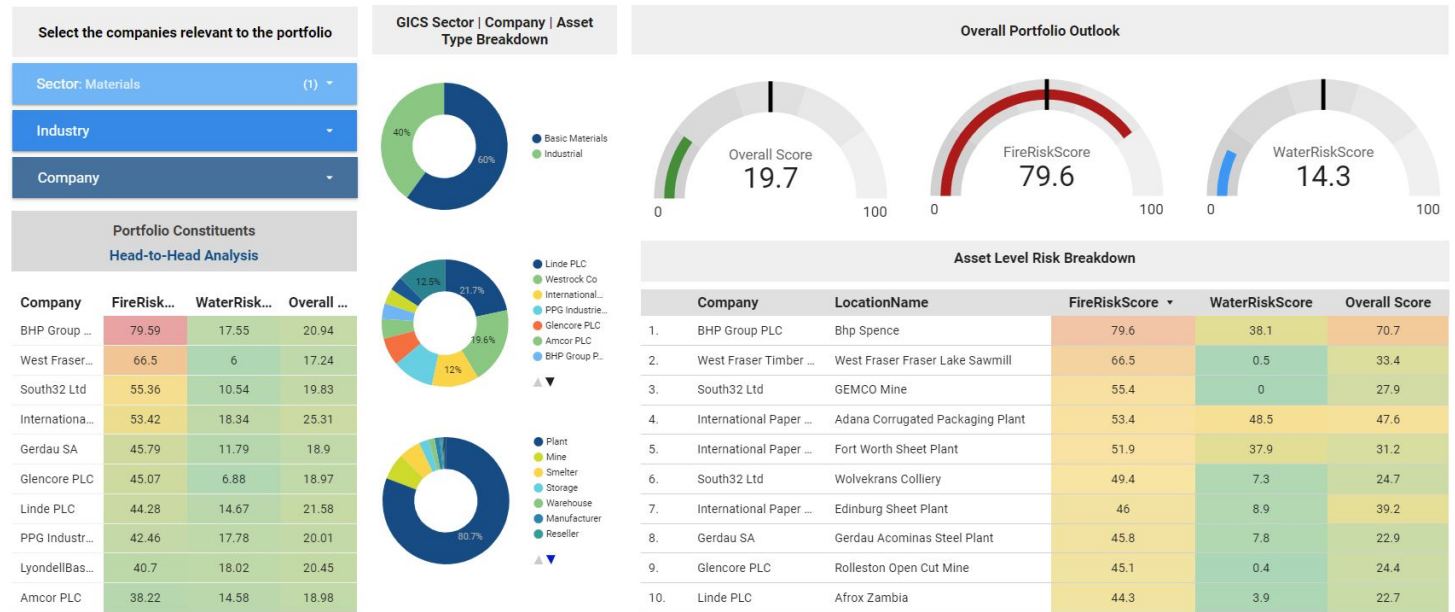 Select the companies relevant to the portfolio
Sector: Materials (1)
Industry
Company
Portfolio Constituents
Head-to-Head Analysis
Company FireRisk... WaterRisk... Overall ...
BHP Group ... 79.59 17.55 20.94
West Fraser... 66.5 6 17.24
South32 Ltd 55.36 10.54 19.83
Internationa... 53.42 18.34 25.31
Gerdau SA 45.79 11.79 18.9
Glencore PLC 45.07 6.88 18.97
Linde PLC 44.28 14.67 21.58
PPG Industr... 42.46 17.78 20.01
LyondellBas... 40.7 18.02 20.45
Amcor PLC 38.22 14.58 18.98
GICS Sector | Company | Asset
Type Breakdown
40%
60%
Basic Materials
Industrial
12.5%
21.7%
19.6%
12%
Linde PLC
Westrock Co
International...
PPG Industrie...
Glencore PLC
Amcor PLC
BHP Group P...
80.7%
Plant
Mine
Smelter
Storage
Warehouse
Manufacturer
Reseller
Overall Portfolio Outlook
Overall Score
19.7
0 100
FireRiskScore
79.6
0 100
WaterRiskScore
14.3
0 100
Asset Level Risk Breakdown
Company LocationName FireRiskScore WaterRiskScore Overall Score
1. BHP Group PLC Bhp Spence 79.6 38.1 70.7
2. West Fraser Timber ... West Fraser Fraser Lake Sawmill 66.5 0.5 33.4
3. South32 Ltd GEMCO Mine 55.4 0 27.9
4. International Paper ... Adana Corrugated Packaging Plant 53.4 48.5 47.6
5. International Paper ... Fort Worth Sheet Plant 51.9 37.9 31.2
6. South32 Ltd Wolvekrans Colliery 49.4 7.3 24.7
7. International Paper ... Edinburg Sheet Plant 46 8.9 39.2
8. Gerdau SA Gerdau Acominas Steel Plant 45.8 7.8 22.9
9. Glencore PLC Rolleston Open Cut Mine 45.1 0.4 24.4
10. Linde PLC Afrox Zambia 44.3 3.9 22.7